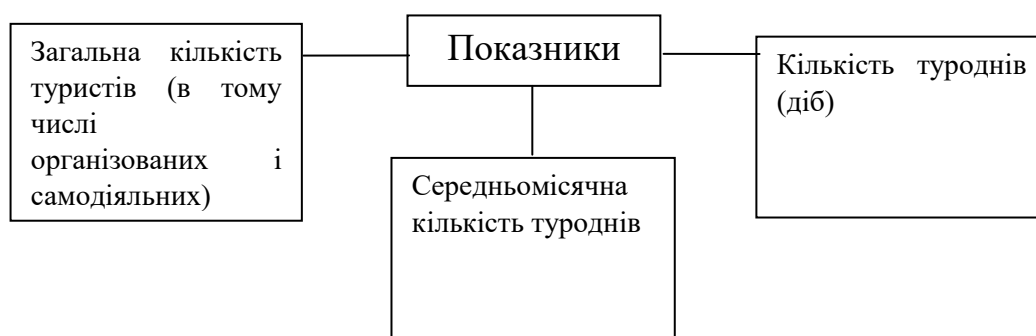 Показники
Загальна кількість
туристів (в тому
числі
організованих і
самодіяльних)
Середньомісячна
кількість туроднів
Кількість туроднів
(діб)